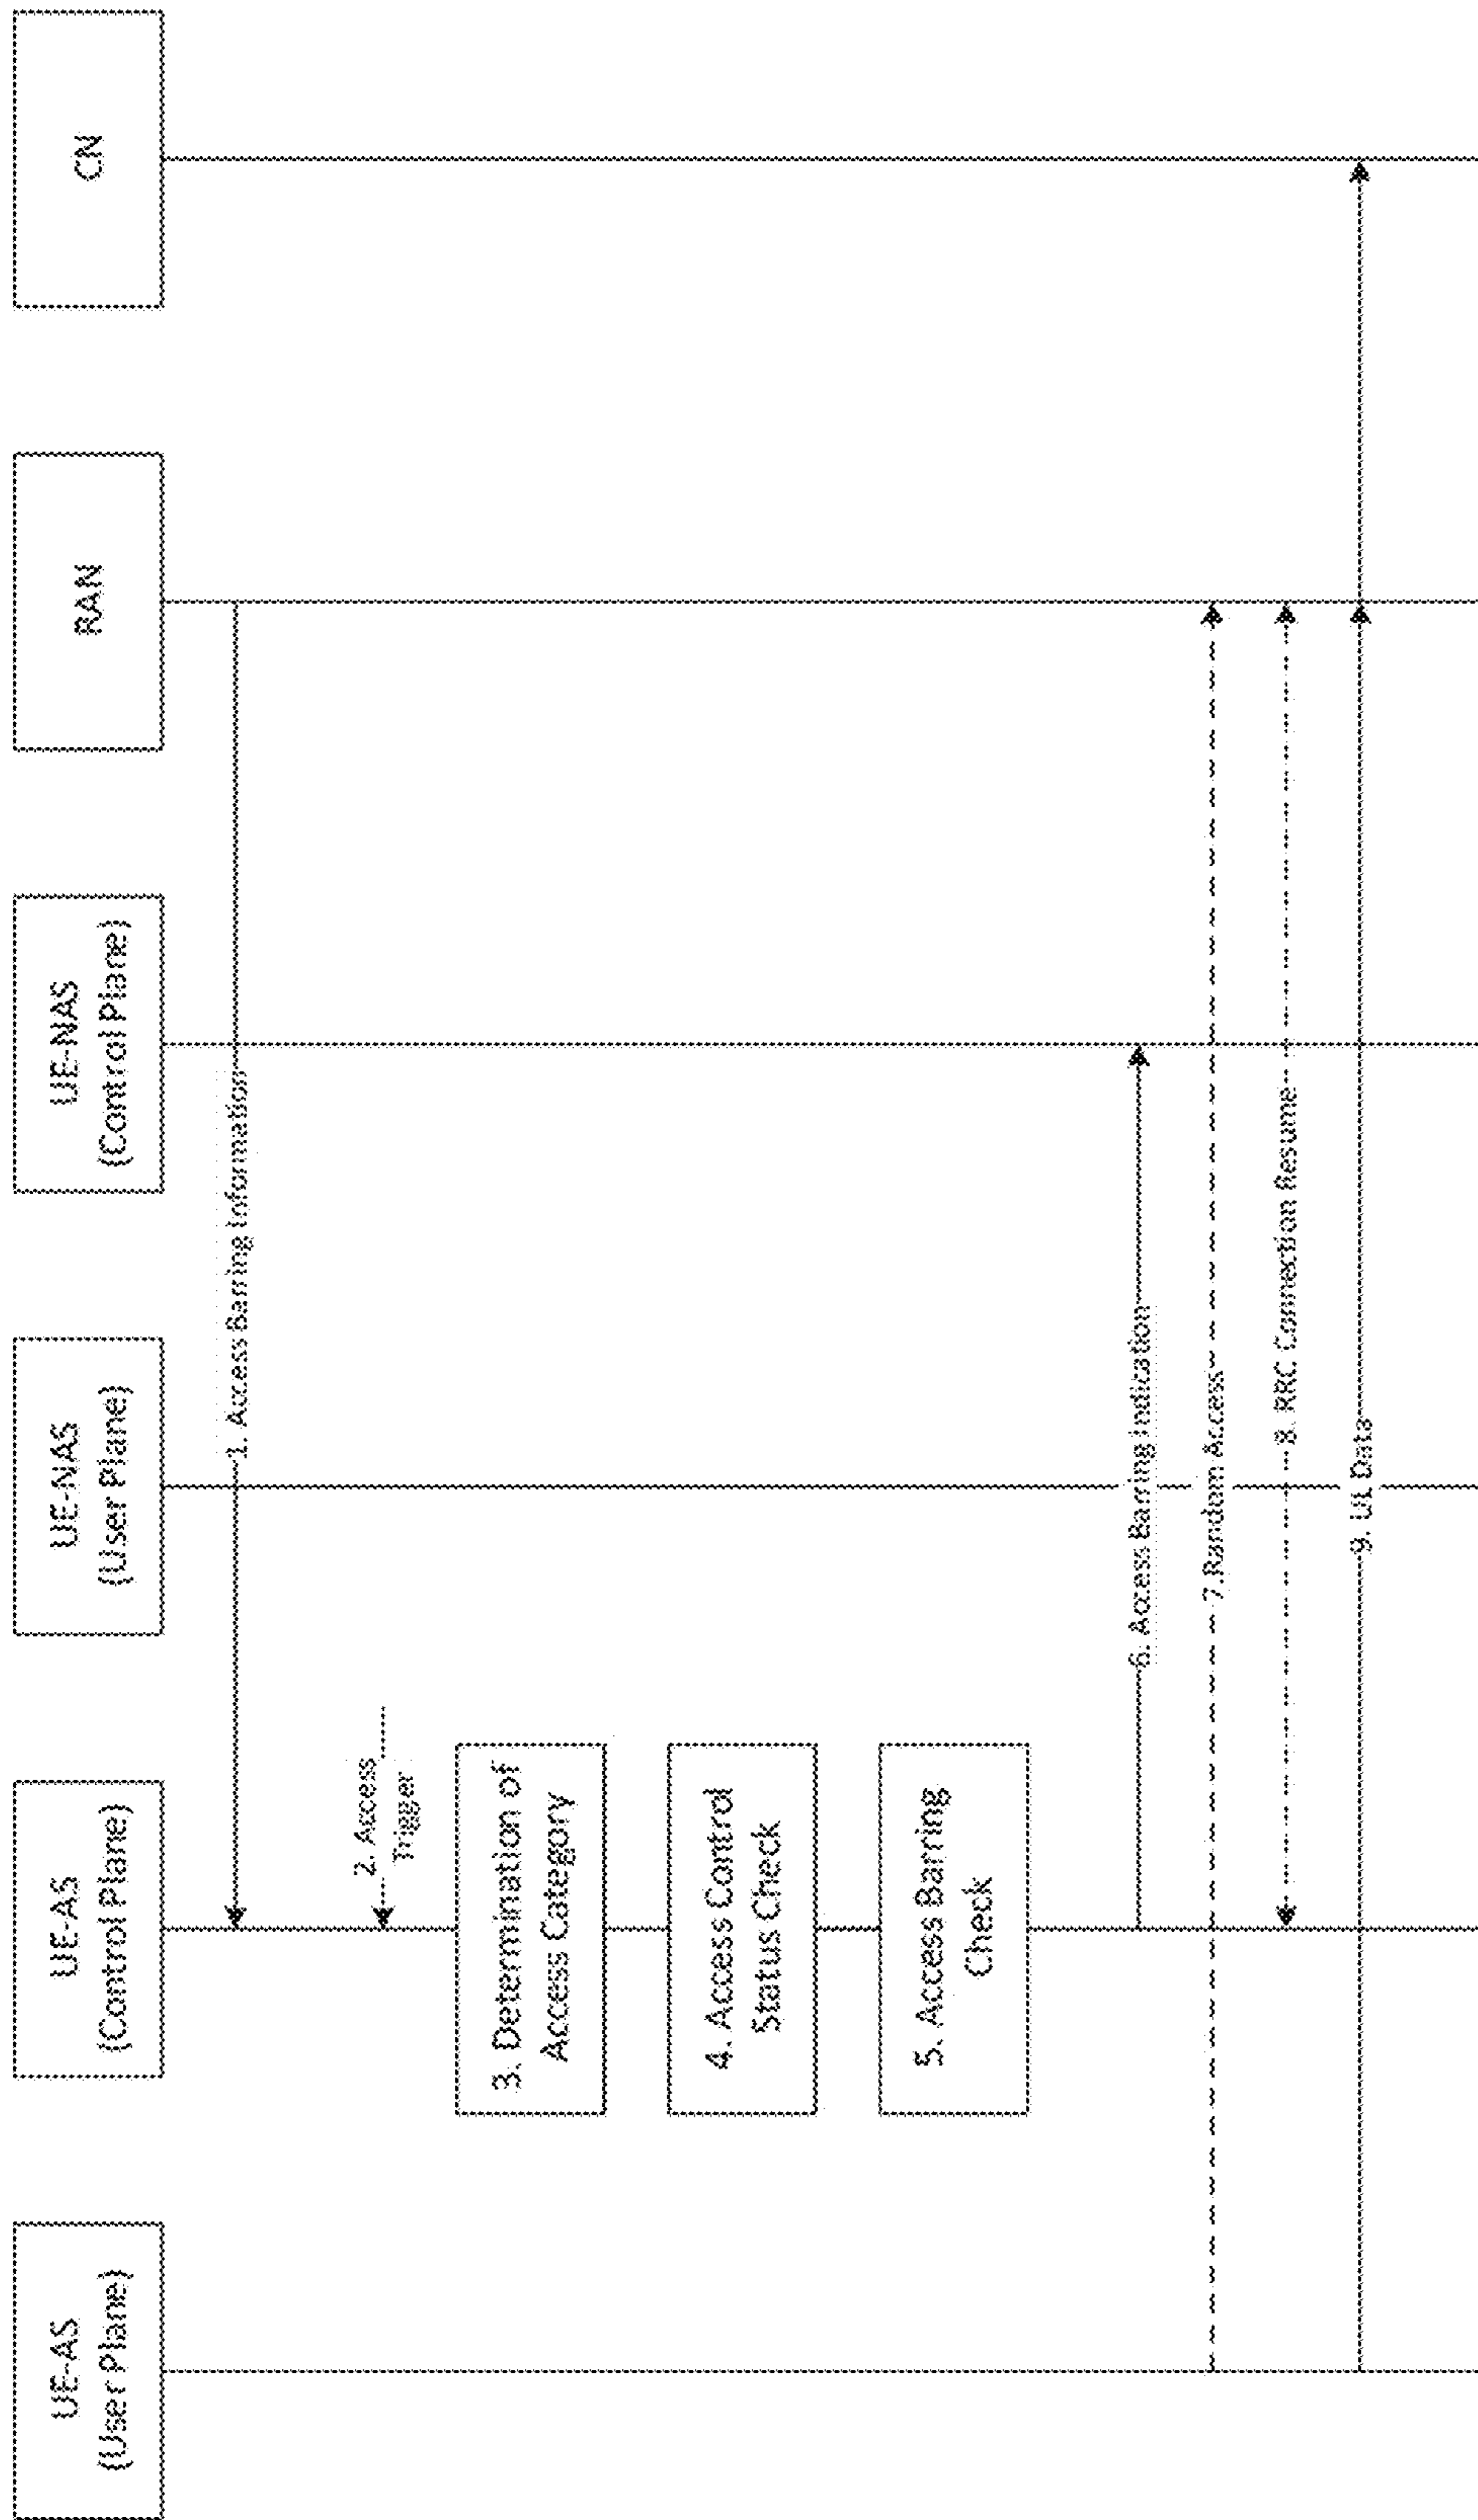 UE-AS
(User Plane)
UE-AS
(Control Plane)
UE-NAS
(User Plane)
UE-NAS
(Control Plane)
RAN
CN
1. Access Barring Information
2. Access
Trigger
3. Determination of
Access Category
4. Access Control
Status Check
5. Access Barring
Check
6. Access Barring Indication
7.Random Access
8. RRC Connection Resume
9. UL Data